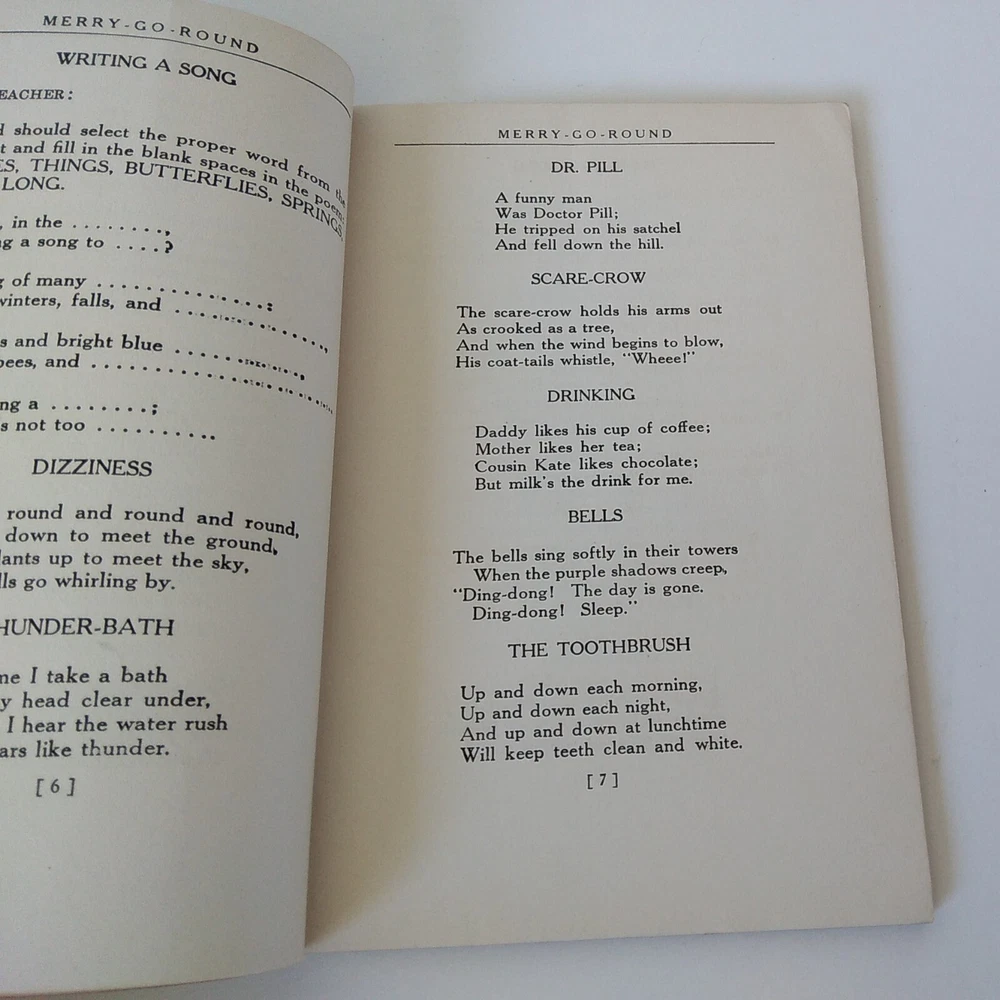 MERRY-GO-ROUND
WRITING A SONG
EACHER:
should select the proper word from the
t and fill in the blank spaces in the poem:
ES, THINGS, BUTTERFLIES, SPRINGS,
LONG.
, in the ........,
ng a song to ....?
g of many ..............:
winters, falls, and ..................,
s and bright blue ................,
bees, and ..............................
ng a ........;
s not too ..........
DIZZINESS
round and round and round,
down to meet the ground,
lants up to meet the sky,
lls go whirling by.
HUNDER-BATH
me I take a bath
y head clear under,
I hear the water rush
ars like thunder.
[6]
MERRY-GO-ROUND
DR. PILL
A funny man
Was Doctor Pill;
He tripped on his satchel
And fell down the hill.
SCARE-CROW
The scare-crow holds his arms out
As crooked as a tree,
And when the wind begins to blow,
His coat-tails whistle, "Wheee!"
DRINKING
Daddy likes his cup of coffee;
Mother likes her tea;
Cousin Kate likes chocolate;
But milk's the drink for me.
BELLS
The bells sing softly in their towers
When the purple shadows creep,
"Ding-dong! The day is gone.
Ding-dong! Sleep."
THE TOOTHBRUSH
Up and down each morning,
Up and down each night,
And up and down at lunchtime
Will keep teeth clean and white.
[7]